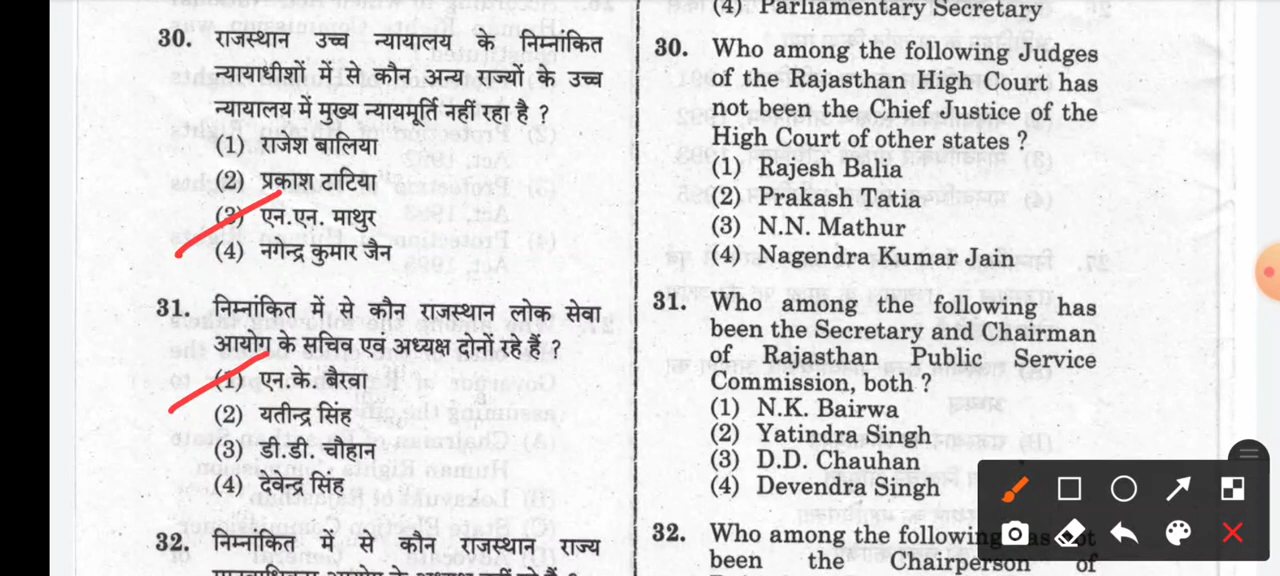 30. राजस्थान उच्च न्यायालय के निम्नांकित
न्यायाधीशों में से कौन अन्य राज्यों के उच्च
न्यायालय में मुख्य न्यायमूर्ति नहीं रहा है ?
(1) राजेश बालिया
(2) प्रकाश टाटिया
(3) एन.एन. माथुर
(4) नगेन्द्र कुमार जैन
31. निम्नांकित में से कौन राजस्थान लोक सेवा
आयोग के सचिव एवं अध्यक्ष दोनों रहे हैं ?
(1) एन.के. बैरवा
(2) यतीन्द्र सिंह
(3) डी.डी. चौहान
(4) देवेन्द्र सिंह
32. निम्नांकित में से कौन राजस्थान राज्य
(4) Parliamentary Secretary
30. Who among the following Judges
of the Rajasthan High Court has
not been the Chief Justice of the
High Court of other states ?
(1) Rajesh Balia
(2) Prakash Tatia
(3) N.N. Mathur
(4) Nagendra Kumar Jain
31. Who among the following has
been the Secretary and Chairman
of Rajasthan Public Service
Commission, both ?
(1) N.K. Bairwa
(2) Yatindra Singh
(3) D.D. Chauhan
(4) Devendra Singh
32. Who among the following has not
been the Chairperson of